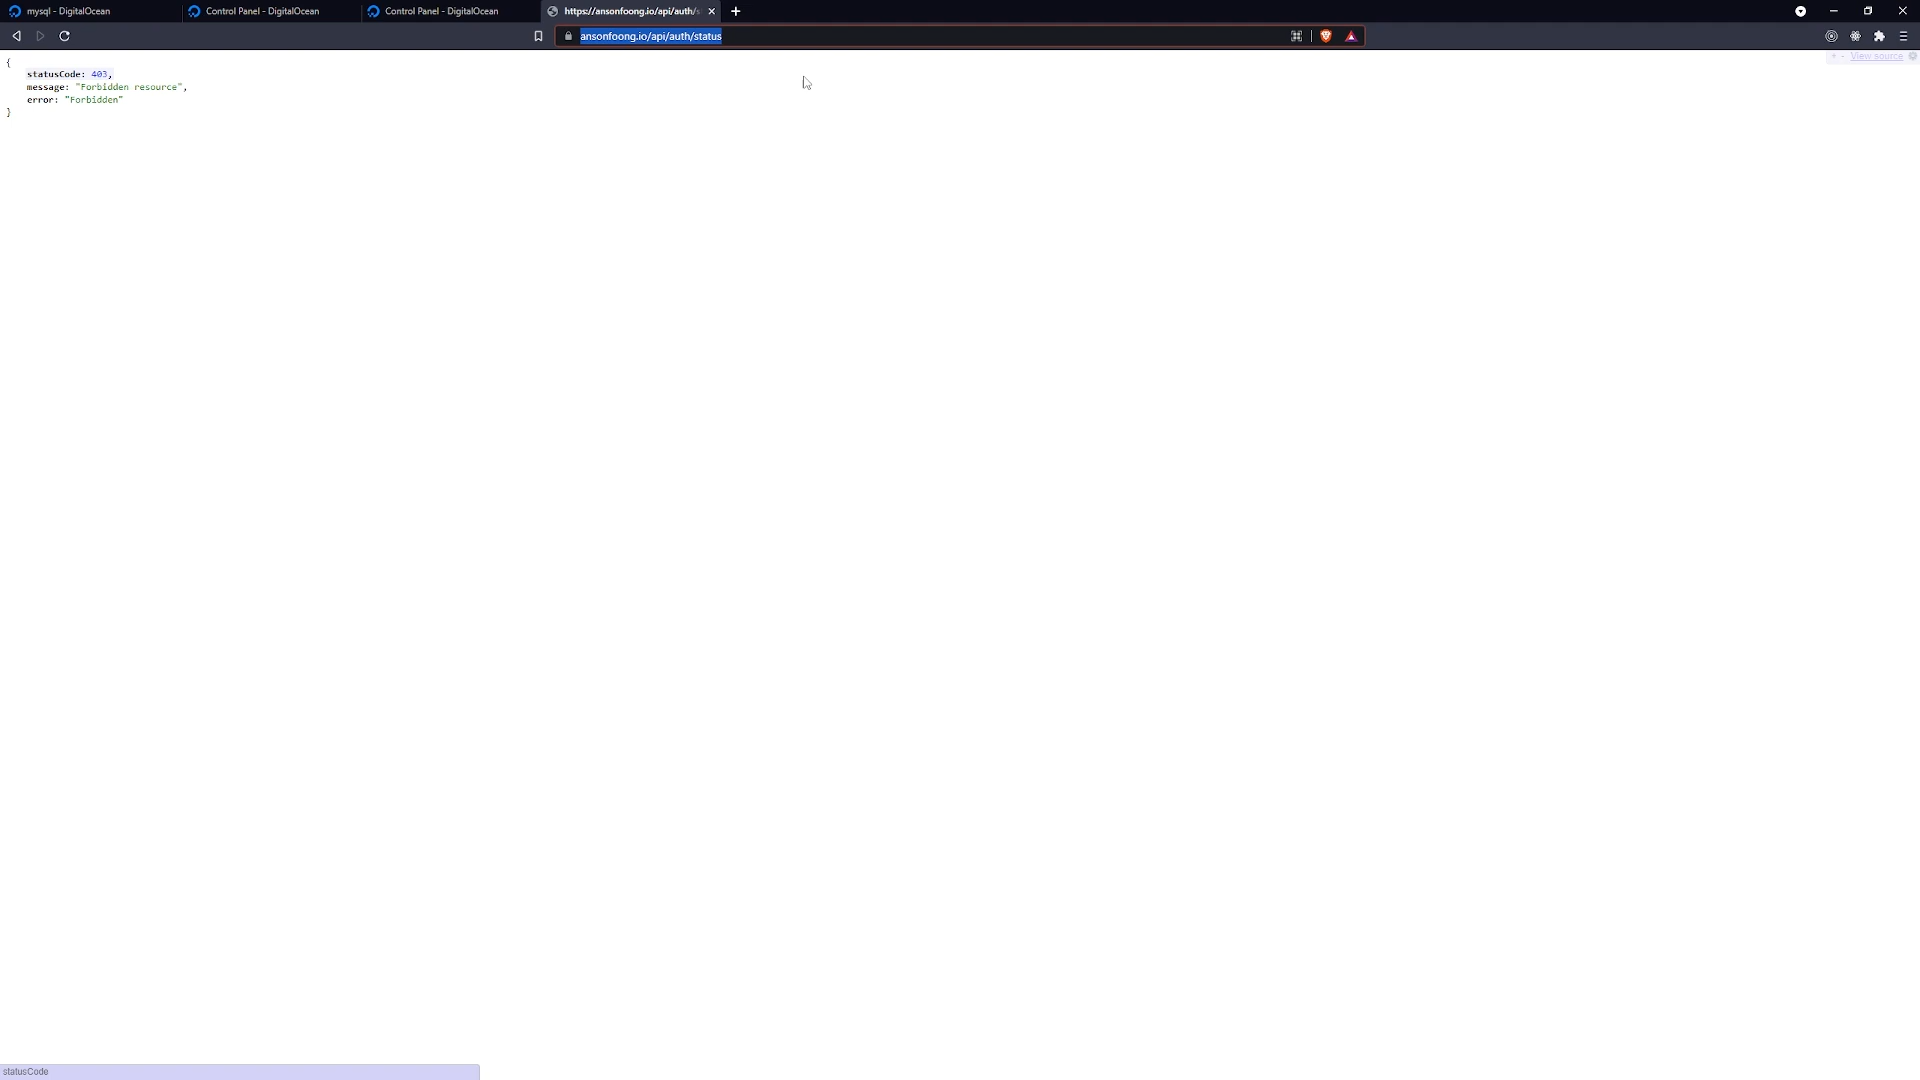 mysql - DigitalOcean
Control Panel - DigitalOcean
Control Panel - DigitalOcean
https://ansonfoong.io/api/auth/s
ansonfoong.io/api/auth/status
+ - View source
{
statusCode: 403,
message: "Forbidden resource",
error: "Forbidden"
}
statusCode